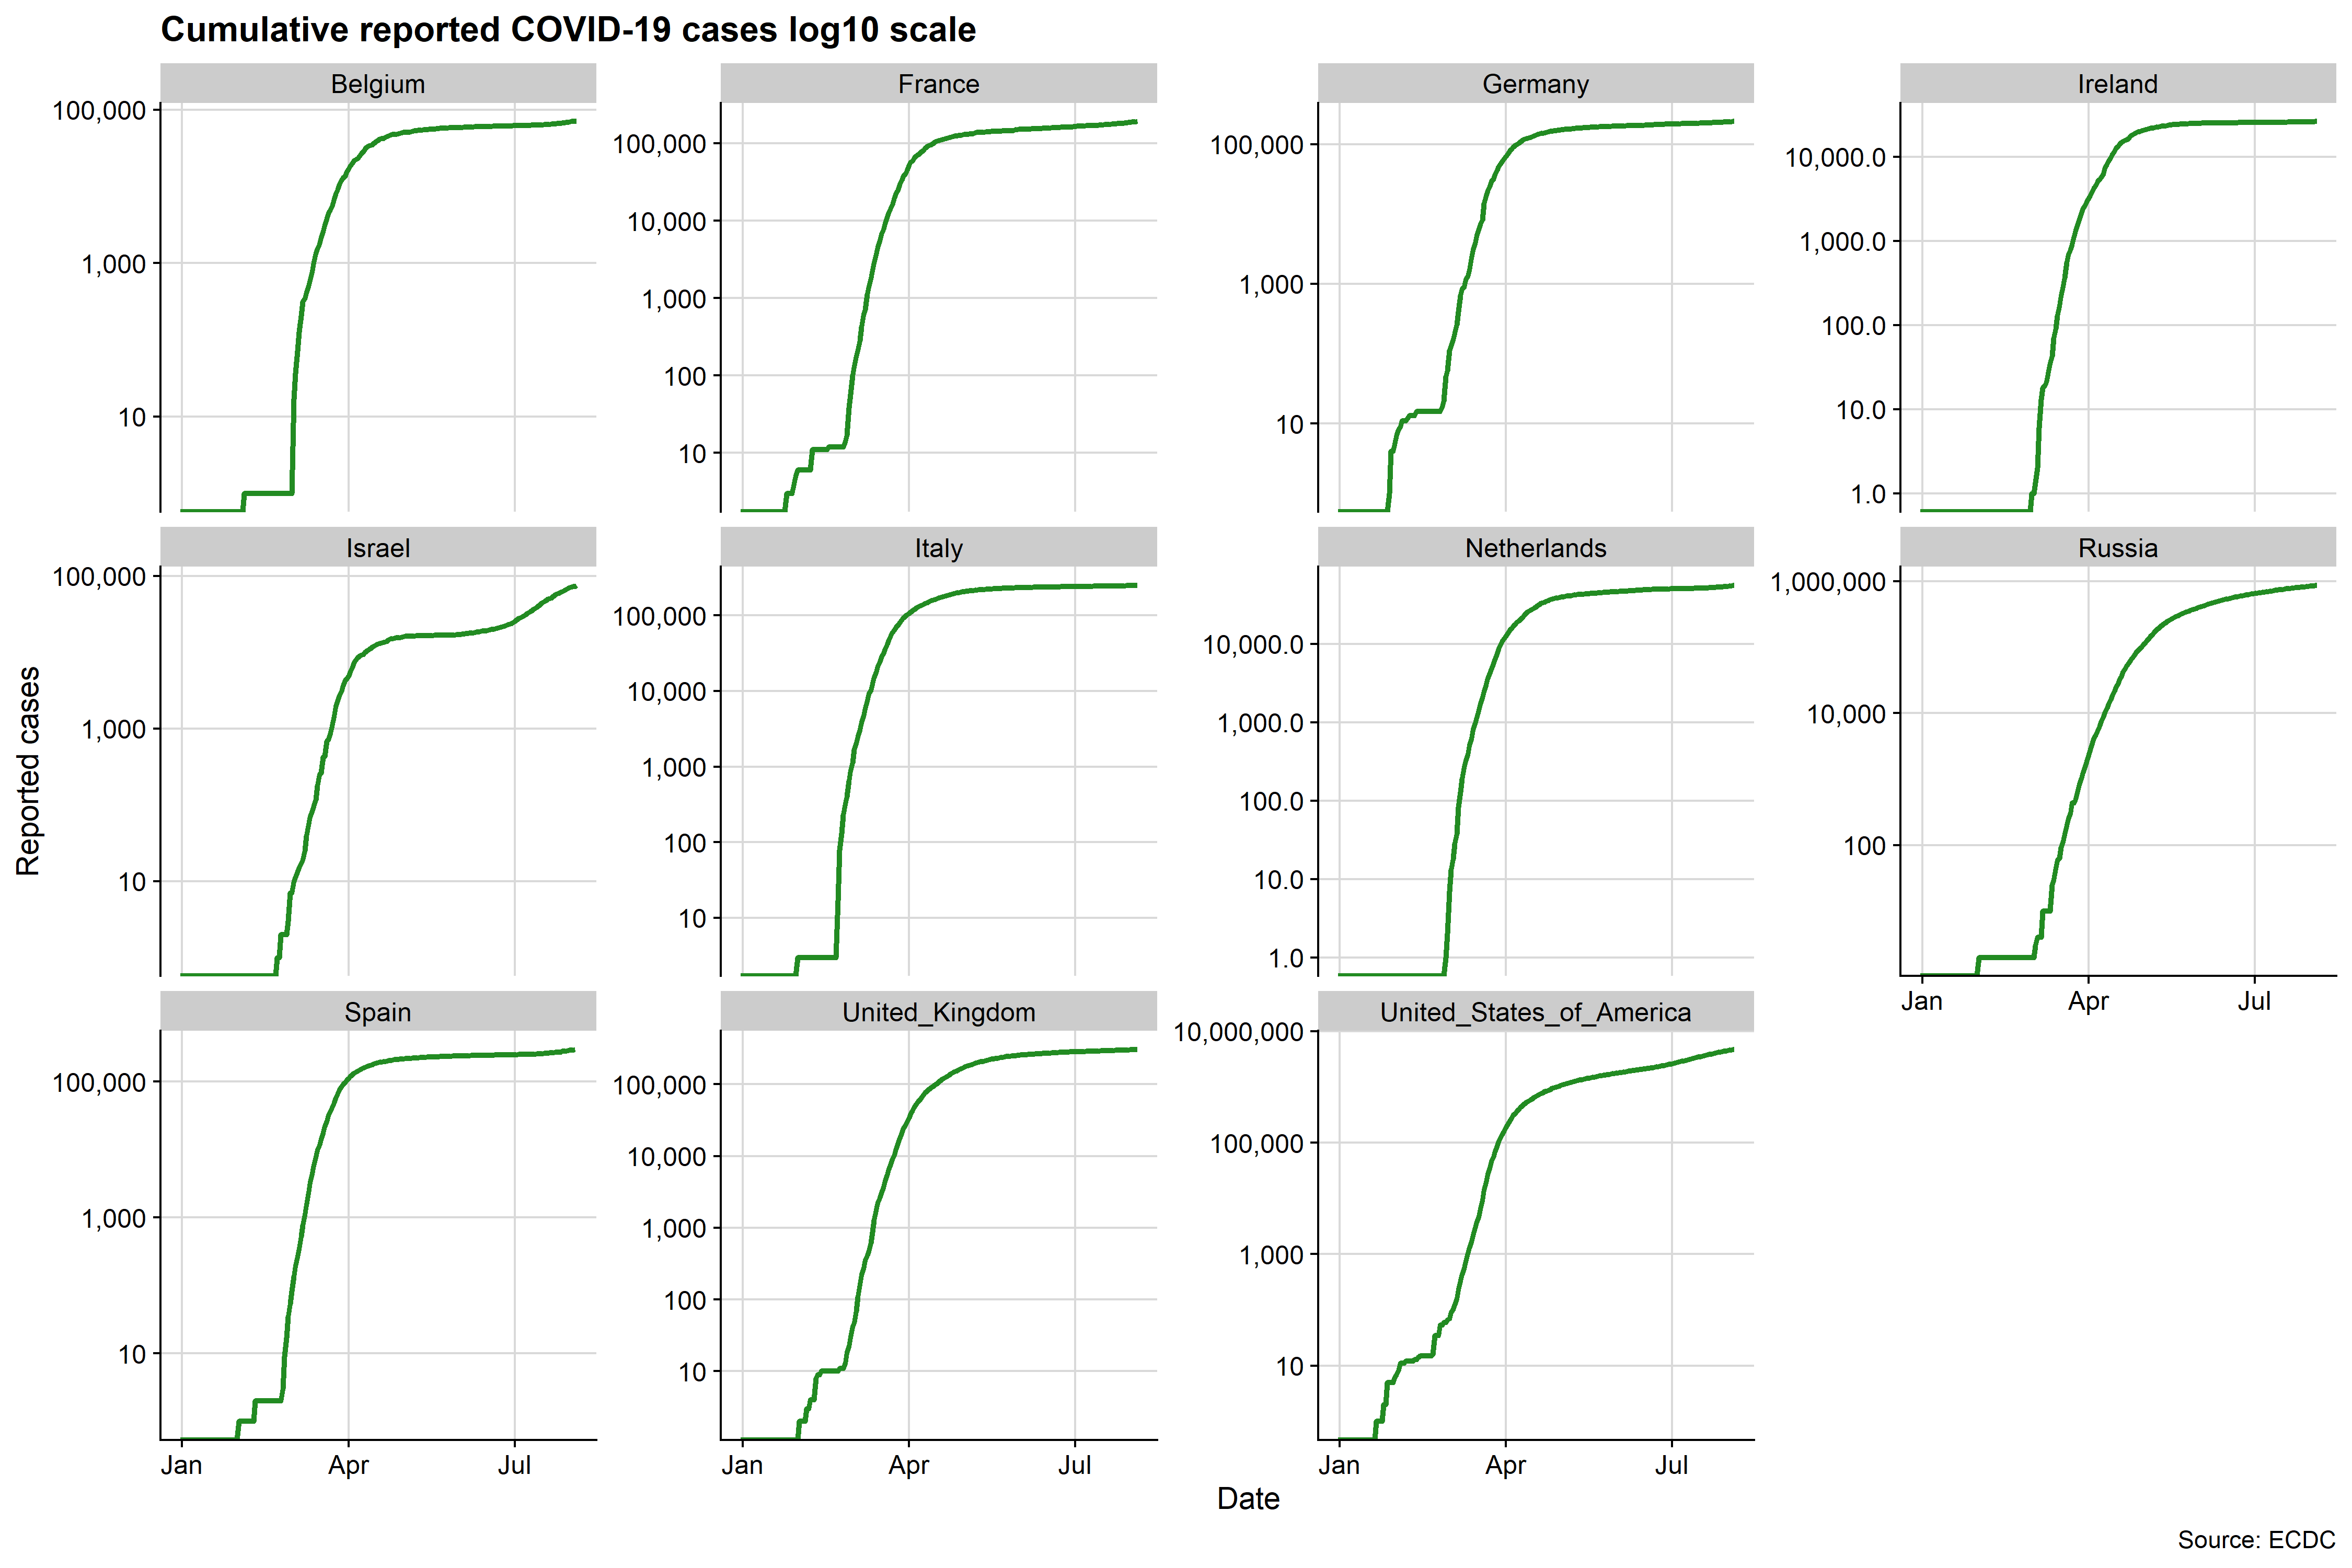 Cumulative reported COVID-19 cases log10 scale
Belgium
France
Germany
Ireland
100,000
1,000
10
100,000
10,000
1,000
100
10
100,000
1,000
10
10,000.0
1,000.0
100.0
10.0
1.0
Israel
Italy
Netherlands
Russia
100,000
1,000
10
100,000
10,000
1,000
100
10
10,000.0
1,000.0
100.0
10.0
1.0
1,000,000
10,000
100
Jan Apr Jul
Spain
United_Kingdom
United_States_of_America
100,000
1,000
10
100,000
10,000
1,000
100
10
10,000,000
100,000
1,000
10
Jan Apr Jul
Jan Apr Jul
Jan Apr Jul
Reported cases
Date
Source: ECDC